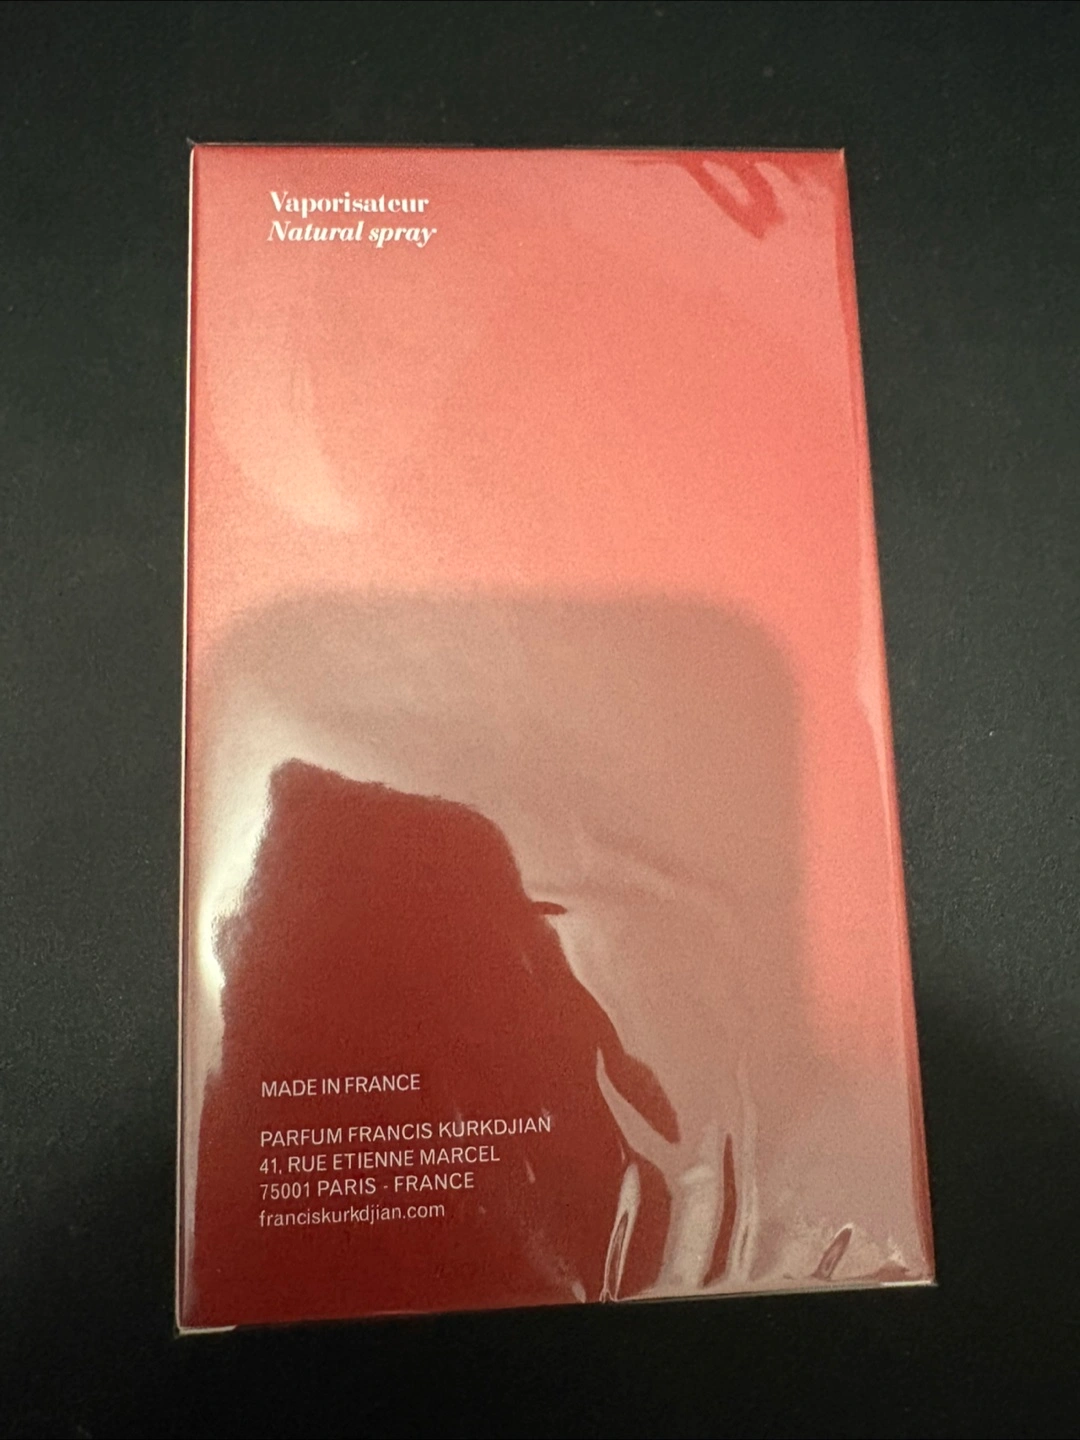 Vaporisateur
Natural spray
MADE IN FRANCE
PARFUM FRANCIS KURKDJIAN
41, RUE ETIENNE MARCEL
75001 PARIS - FRANCE
franciskurkdjian.com